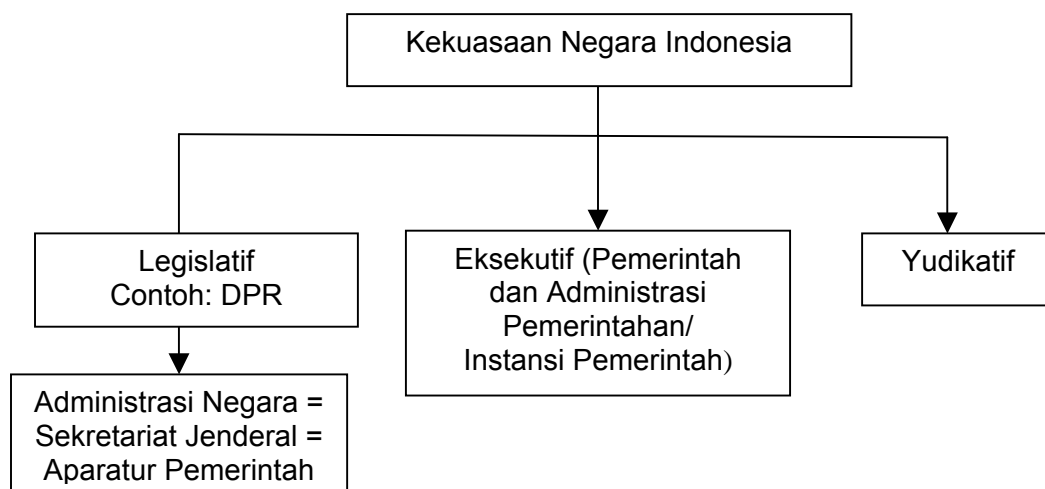 Kekuasaan Negara Indonesia
Legislatif
Contoh: DPR
Eksekutif (Pemerintah
dan Administrasi
Pemerintahan/
Instansi Pemerintah)
Yudikatif
Administrasi Negara =
Sekretariat Jenderal =
Aparatur Pemerintah